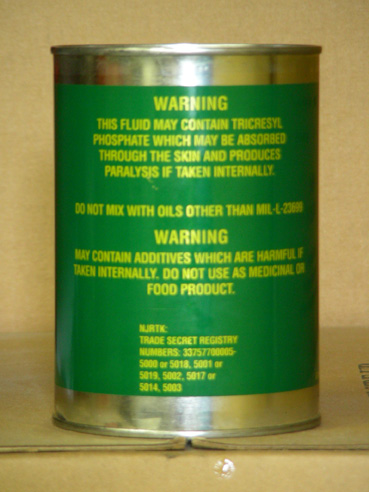 WARNING
THIS FLUID MAY CONTAIN TRICRESYL
PHOSPHATE WHICH MAY BE ABSORBED
THROUGH THE SKIN AND PRODUCES
PARALYSIS IF TAKEN INTERNALLY.
DO NOT MIX WITH OILS OTHER THAN MIL-L-23699
WARNING
MAY CONTAIN ADDITIVES WHICH ARE HARMFUL IF
TAKEN INTERNALLY. DO NOT USE AS MEDICINAL OR
FOOD PRODUCT.
NJRTK:
TRADE SECRET REGISTRY
NUMBERS: 33757700005-
5000 or 5018, 5001 or
5019, 5002, 5017 or
5014, 5003